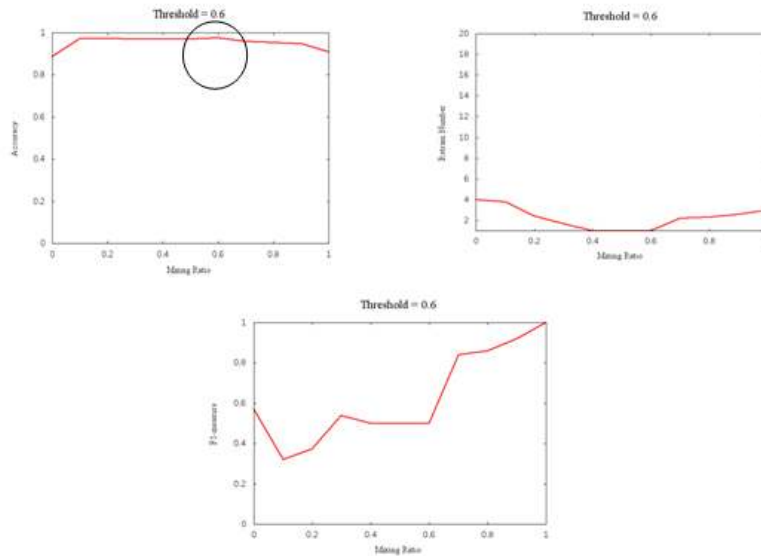 Threshold = 0.6
1
0.8
0.6
0.4
0.2
0
Accuracy
0 0.2 0.4 0.6 0.8 1
Mixing Ratio
Threshold = 0.6
20
18
16
14
12
10
8
6
4
2
Return Number
0 0.2 0.4 0.6 0.8
Mixing Ratio
Threshold = 0.6
1
0.8
0.6
0.4
0.2
0
F1-measure
0 0.2 0.4 0.6 0.8 1
Mixing Ratio